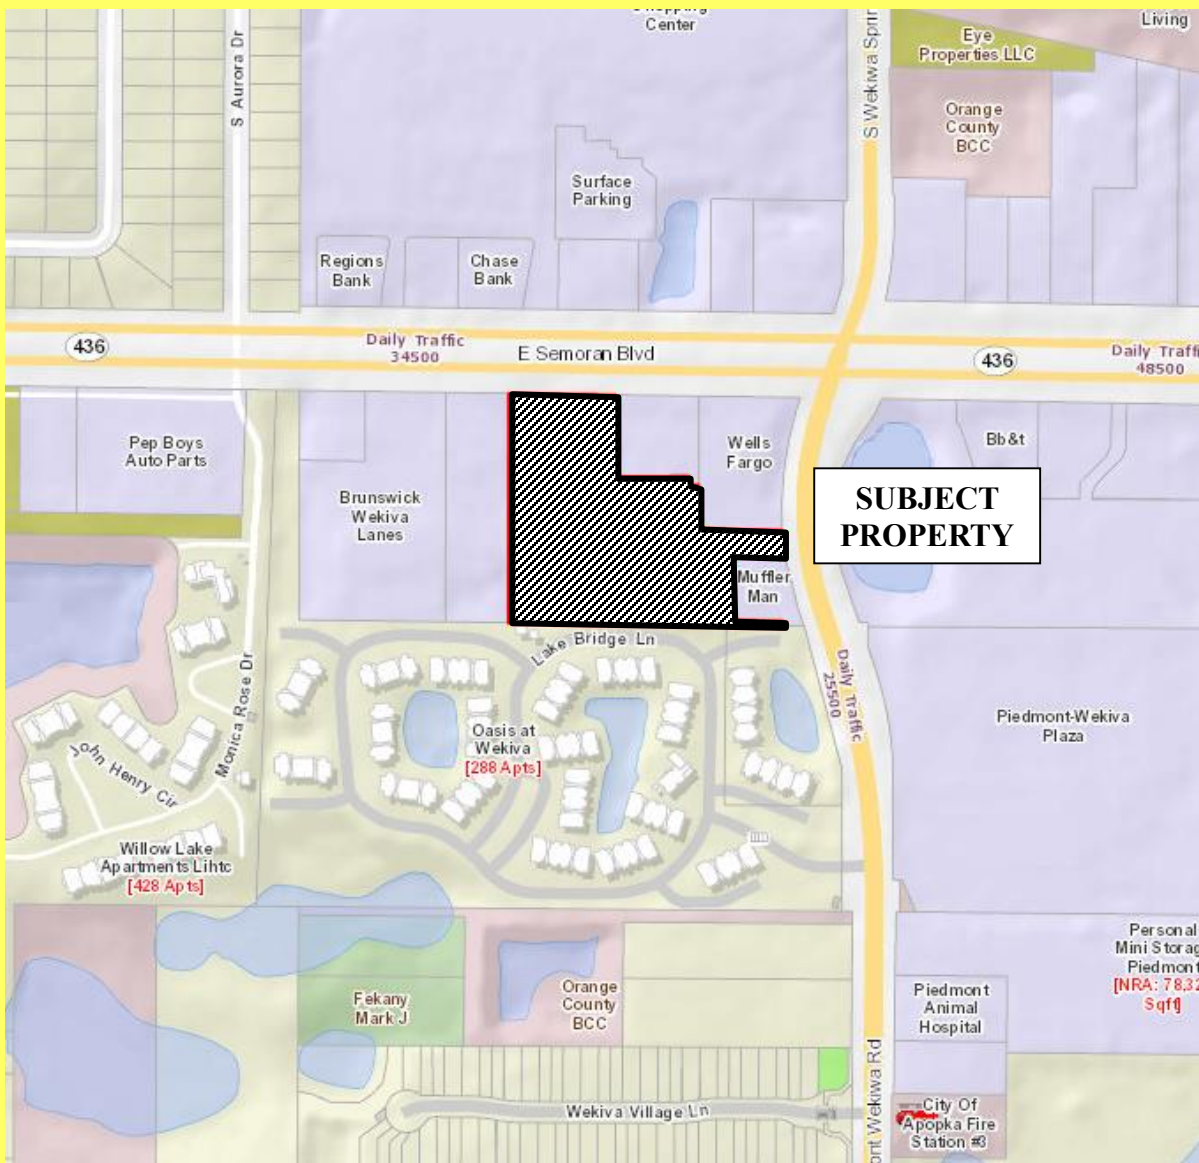 Center
Living
Eye
Properties LLC
S Aurora Dr
S Wekiwa
Orange
County
BCC
Surface
Parking
Regions
Bank
Chase
Bank
436
Daily Traffic
34500
E Semoran Blvd
436
Daily Traffi
48500
Pep Boys
Auto Parts
Brunswick
Wekiva
Lanes
Wells
Fargo
Bb&t
SUBJECT
PROPERTY
Muffler
Man
Lake Bridge Ln
Monica Rose Dr
Daily Traffic
25500
Oasis at
Wekiva
[288 Apts]
Piedmont-Wekiva
Plaza
John Henry Cir
Willow Lake
Apartments Lihtc
[428 Apts]
Personal
Mini Storag
Piedmont
[NRA: 78,32
Sqft]
Fekany
Mark J
Orange
County
BCC
Piedmont
Animal
Hospital
Wekiva Village Ln
ont Wekiwa Rd
City Of
Apopka Fire
Station #3